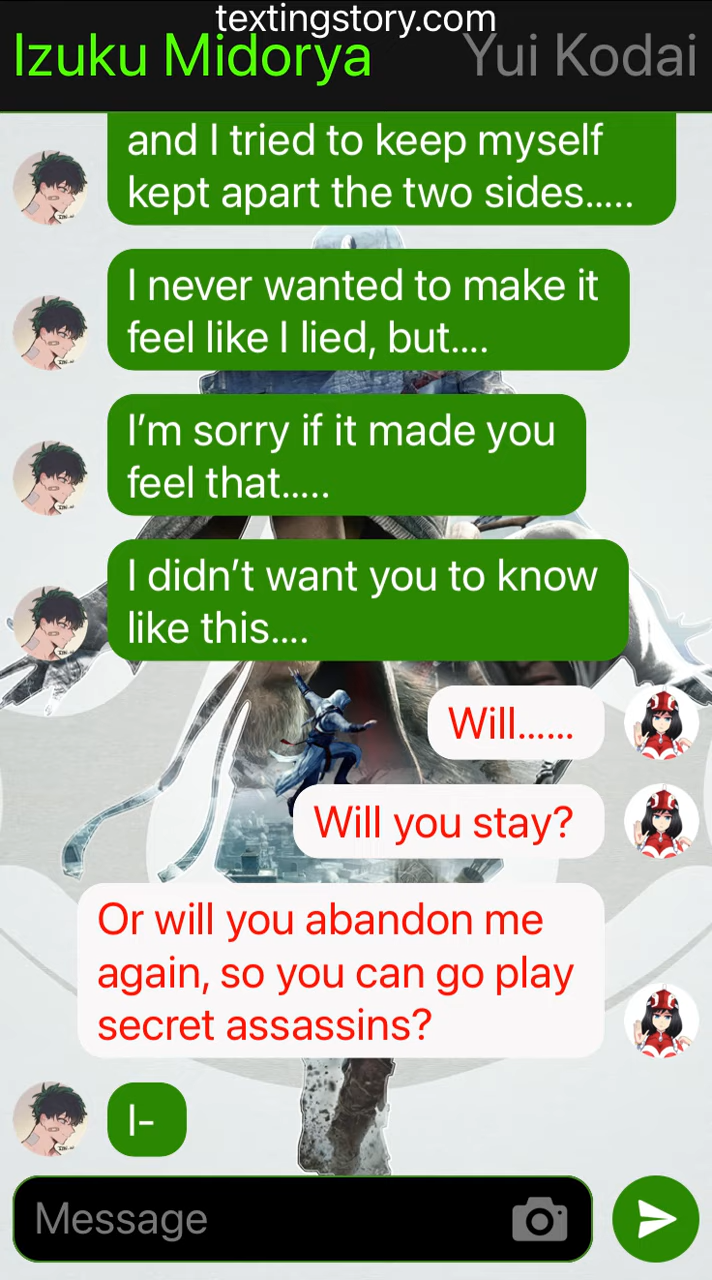 textingstory.com
Izuku Midorya Yui Kodai
and I tried to keep myself
kept apart the two sides.....
I never wanted to make it
feel like I lied, but....
I’m sorry if it made you
feel that.....
I didn’t want you to know
like this....
Will......
Will you stay?
Or will you abandon me
again, so you can go play
secret assassins?
I-
Message